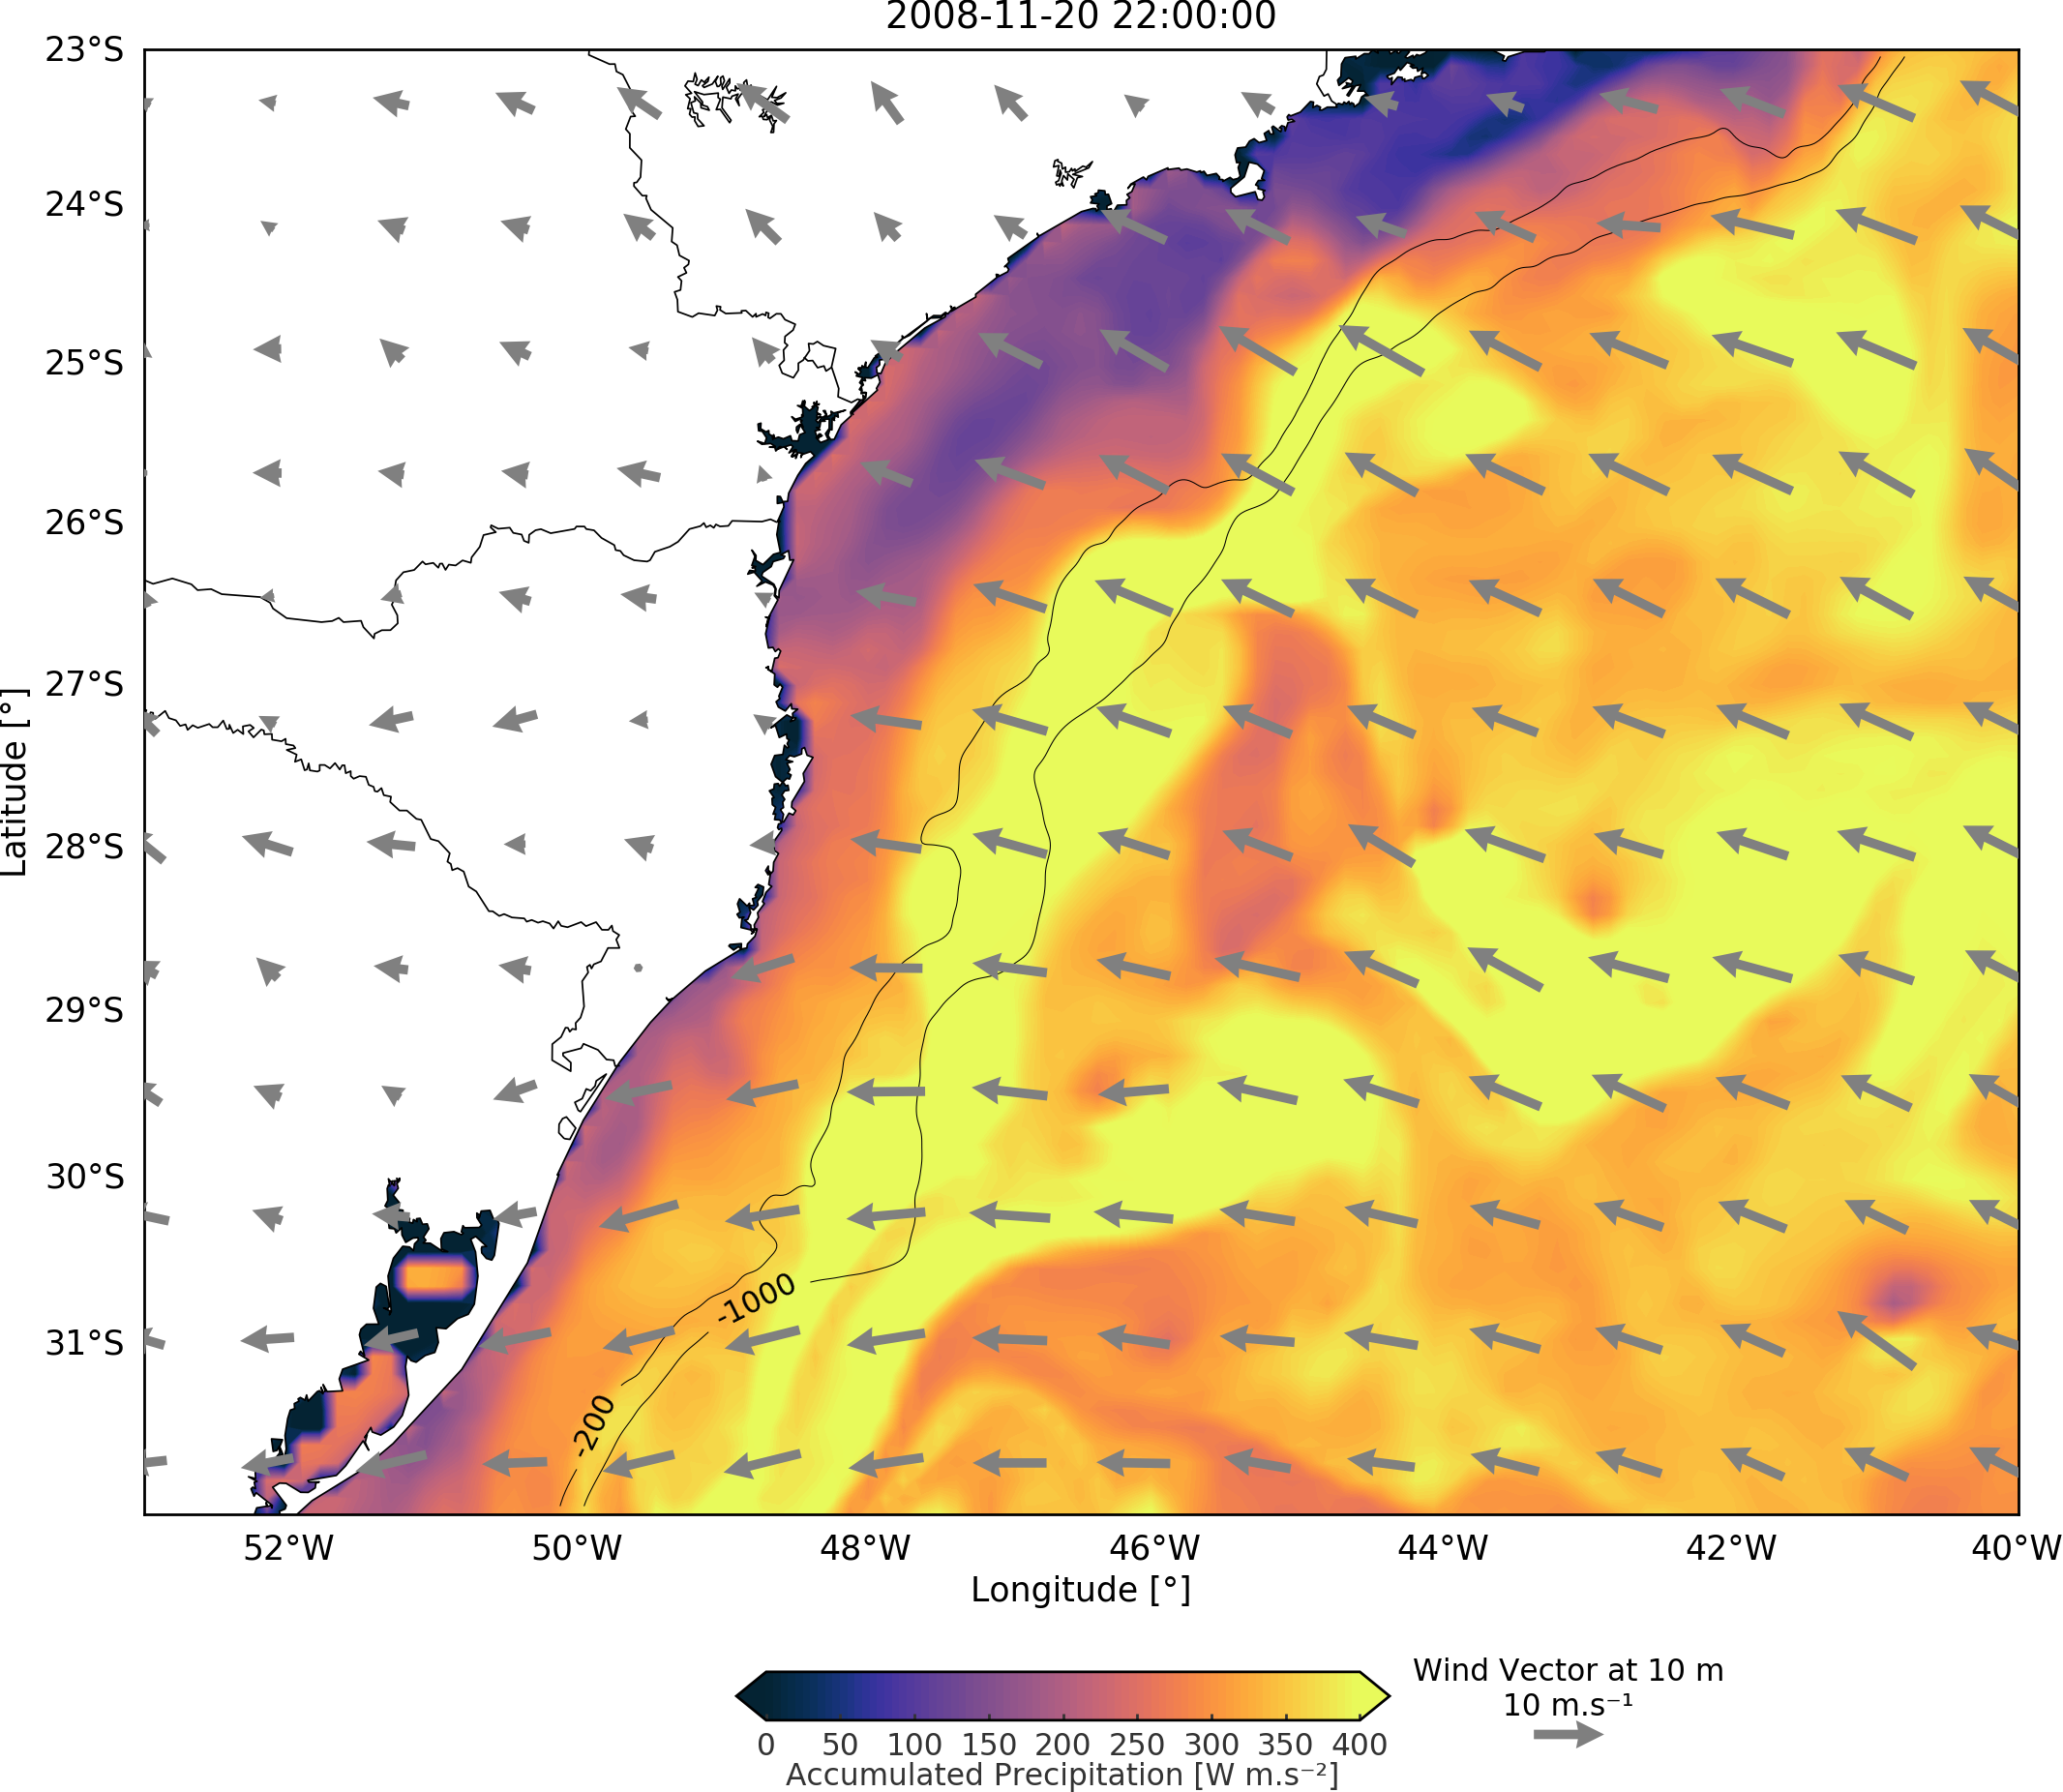 2008-11-20 22:00:00
23°S
24°S
25°S
26°S
27°S
28°S
29°S
30°S
31°S
Latitude [°]
-1000
-200
52°W
50°W
48°W
46°W
44°W
42°W
40°W
Longitude [°]
Wind Vector at 10 m
10 m.s⁻¹
0
50
100
150
200
250
300
350
400
Accumulated Precipitation [W m.s⁻²]